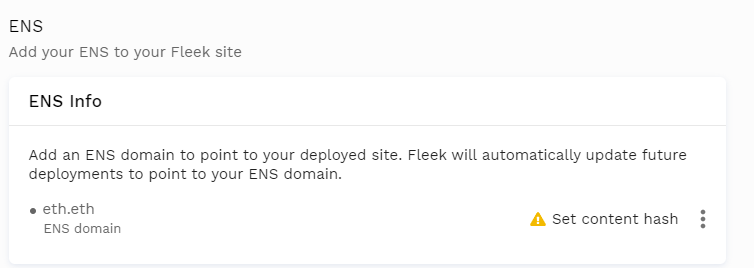 ENS
Add your ENS to your Fleek site
ENS Info
Add an ENS domain to point to your deployed site. Fleek will automatically update future
deployments to point to your ENS domain.
eth.eth
ENS domain
Set content hash